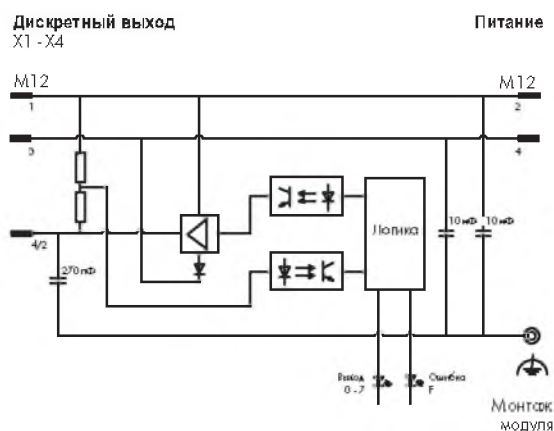 Дискретный выход
X1 - X4
Питание
M12
M12
1
2
3
4
4/2
270 пФ
Логика
10 нФ
10 нФ
Выход
0 - 7
Ошибка
F
Монтаж
модуля